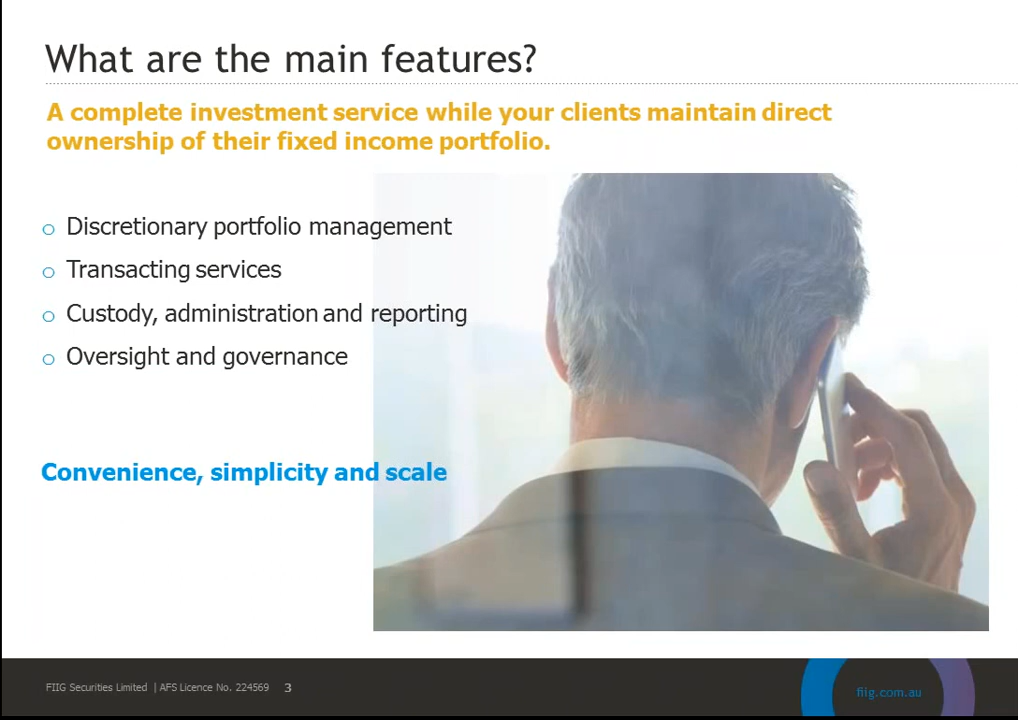 What are the main features?
A complete investment service while your clients maintain direct
ownership of their fixed income portfolio.
o Discretionary portfolio management
o Transacting services
o Custody, administration and reporting
o Oversight and governance
Convenience, simplicity and scale
FIIG Securities Limited | AFS Licence No. 224569 3
fiig.com.au